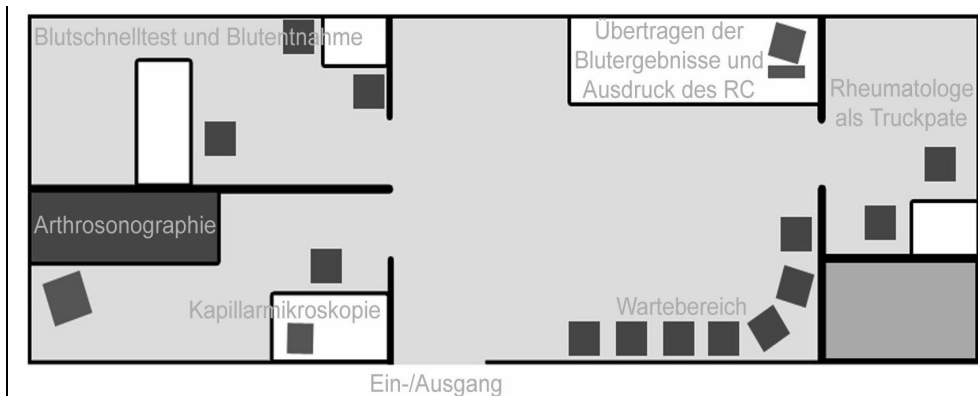 Blutschnelltest und Blutentnahme
Übertragen der
Blutergebnisse und
Ausdruck des RC
Rheumatologe
als Truckpate
Arthrosonographie
Kapillarmikroskopie
Wartebereich
Ein-/Ausgang